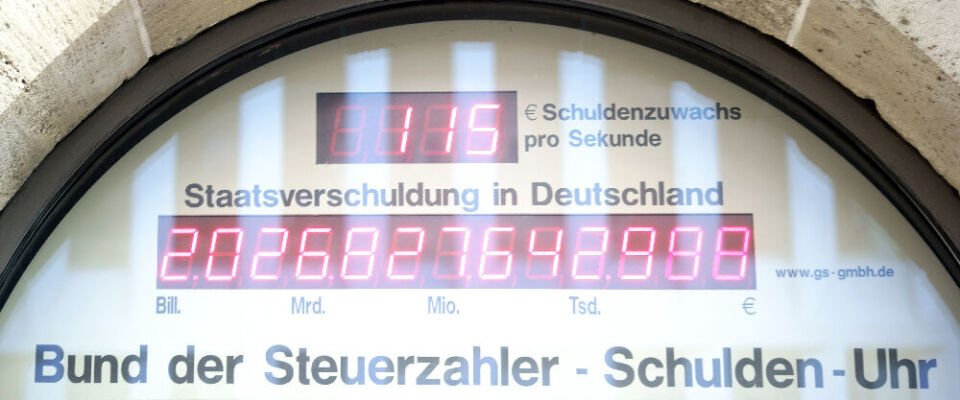 115
€ Schuldenzuwachs
pro Sekunde
Staatsverschuldung in Deutschland
2.026.827.642.9
www.gs-gmbh.de
Bill. Mrd. Mio. Tsd. €
Bund der Steuerzahler - Schulden-Uhr